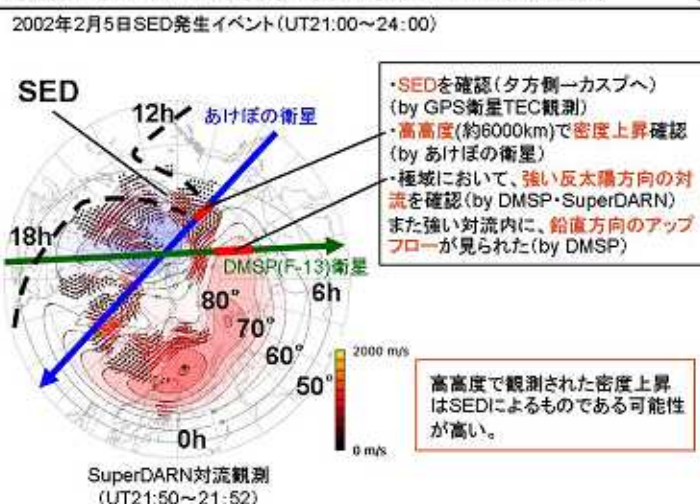 2002年2月5日SED発生イベント(UT21:00～24:00)
SED
12h
あけぼの衛星
18h
DMSP(F-13)衛星
6h
80°
70°
60°
50°
0h
2000 m/s
0 m/s
SuperDARN対流観測
(UT21:50～21:52)
・SEDを確認(夕方側→カスプへ)
(by GPS衛星TEC観測)
・高高度(約6000km)で密度上昇確認
(by あけぼの衛星)
・極域において、強い反太陽方向の対
流を確認(by DMSP・SuperDARN)
また強い対流内に、鉛直方向のアップ
フローが見られた(by DMSP)
高高度で観測された密度上昇
はSEDによるものである可能性
が高い。